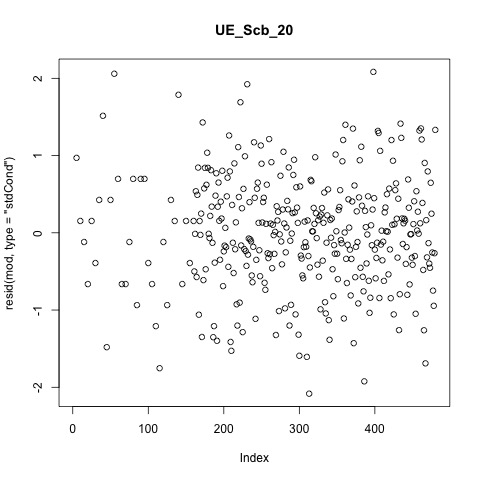 UE_Scb_20
resid(mod, type = "stdCond")
2
1
0
-1
-2
0 100 200 300 400
Index